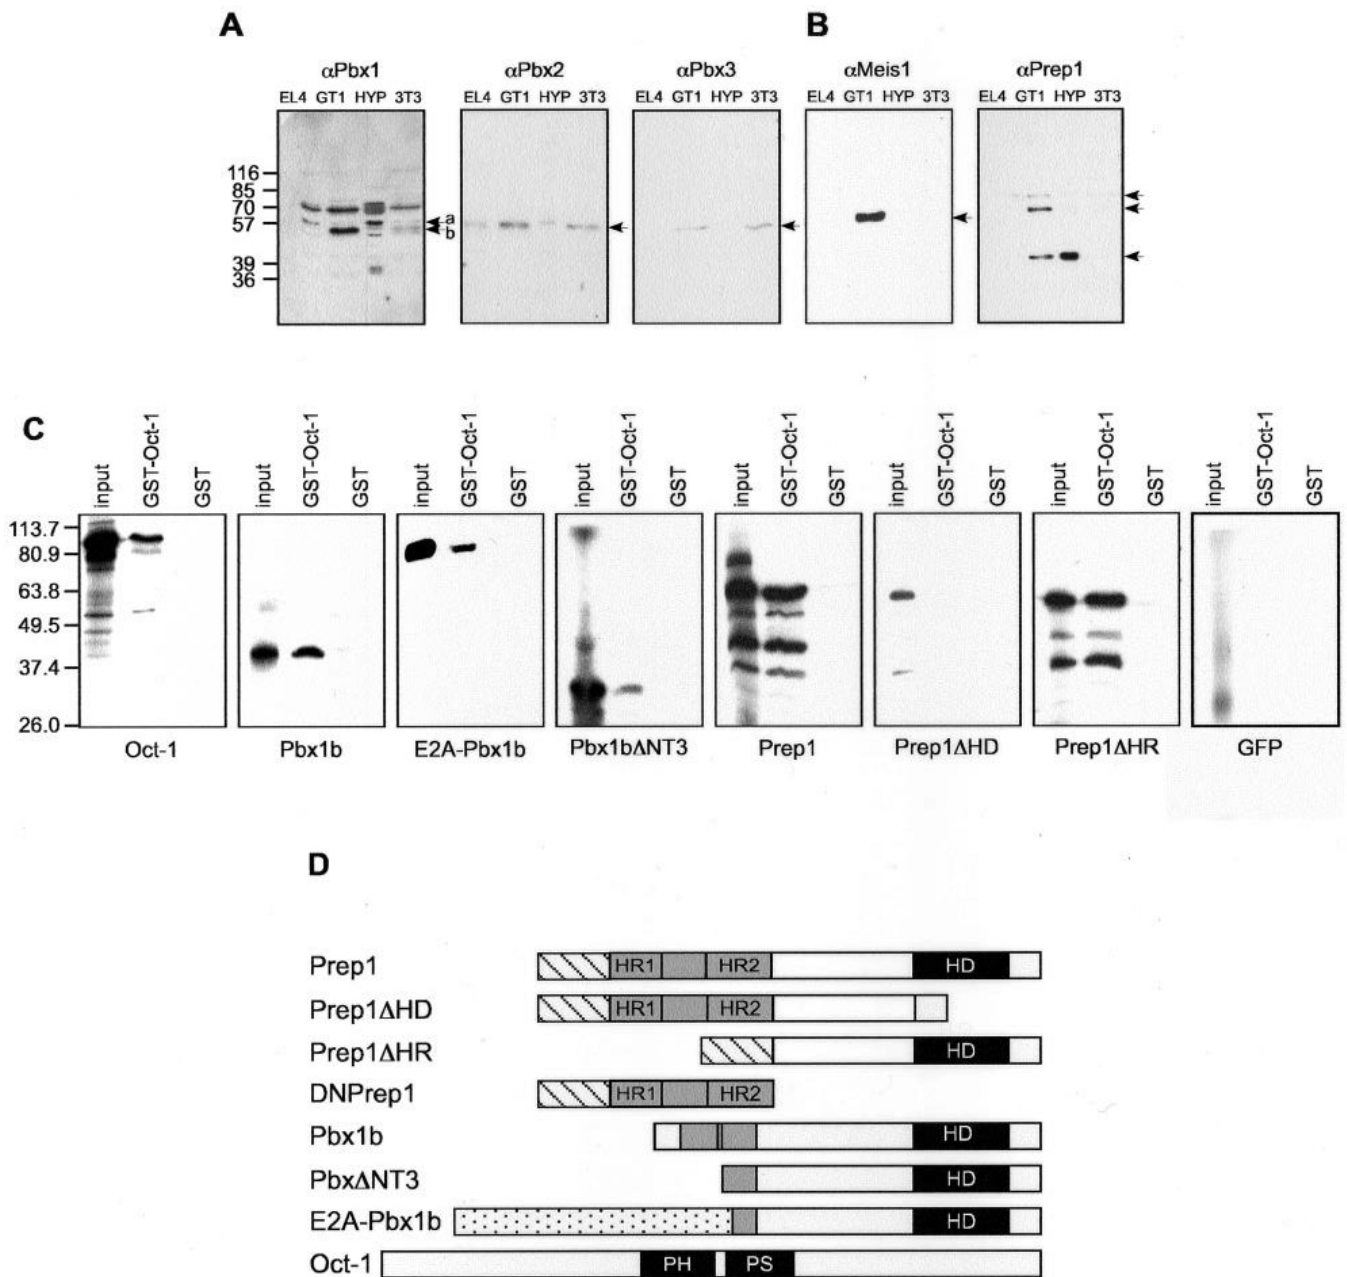 A
B
αPbx1
αPbx2
αPbx3
αMeis1
αPrep1
EL4 GT1 HYP 3T3
EL4 GT1 HYP 3T3
EL4 GT1 HYP 3T3
EL4 GT1 HYP 3T3
EL4 GT1 HYP 3T3
116
85
70
57
39
36
a
b
C
input GST-Oct-1 GST
input GST-Oct-1 GST
input GST-Oct-1 GST
input GST-Oct-1 GST
input GST-Oct-1 GST
input GST-Oct-1 GST
input GST-Oct-1 GST
input GST-Oct-1 GST
113.7
80.9
63.8
49.5
37.4
26.0
Oct-1
Pbx1b
E2A-Pbx1b
Pbx1bΔNT3
Prep1
Prep1ΔHD
Prep1ΔHR
GFP
D
Prep1 HR1 HR2 HD
Prep1ΔHD HR1 HR2
Prep1ΔHR HD
DNPrep1 HR1 HR2
Pbx1b HD
PbxΔNT3 HD
E2A-Pbx1b HD
Oct-1 PH PS